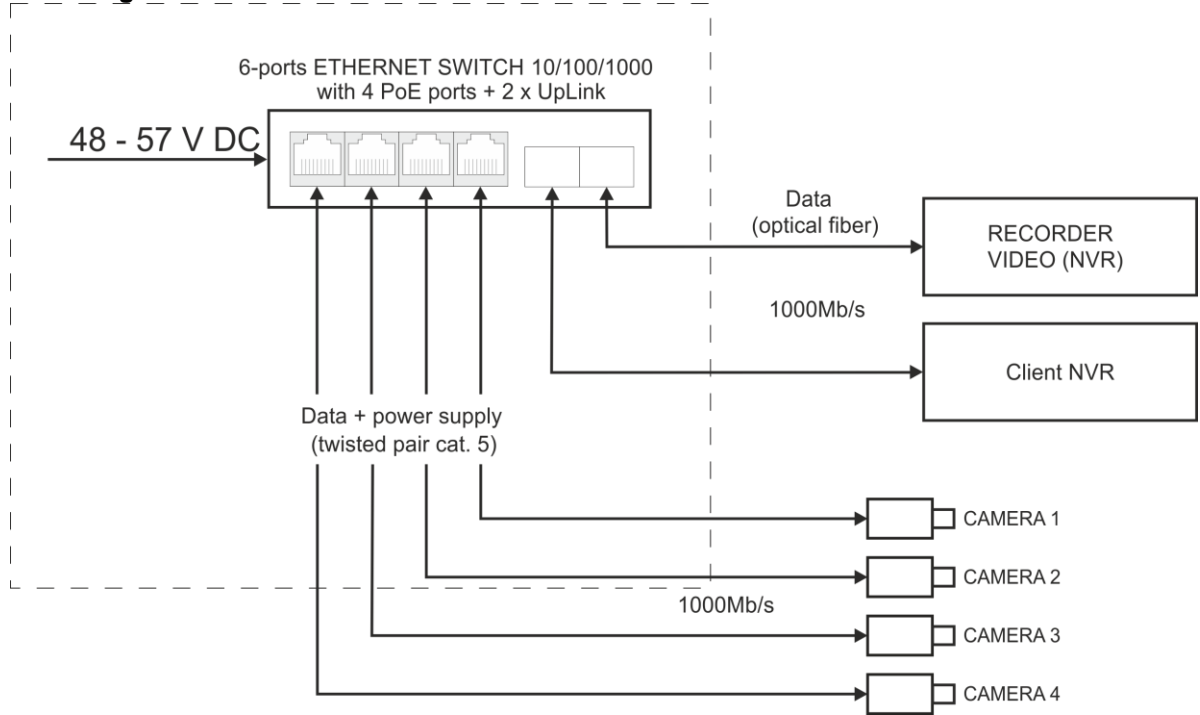 6-ports ETHERNET SWITCH 10/100/1000
with 4 PoE ports + 2 x UpLink
48 - 57 V DC
Data
(optical fiber)
RECORDER
VIDEO (NVR)
1000Mb/s
Client NVR
Data + power supply
(twisted pair cat. 5)
CAMERA 1
CAMERA 2
1000Mb/s
CAMERA 3
CAMERA 4